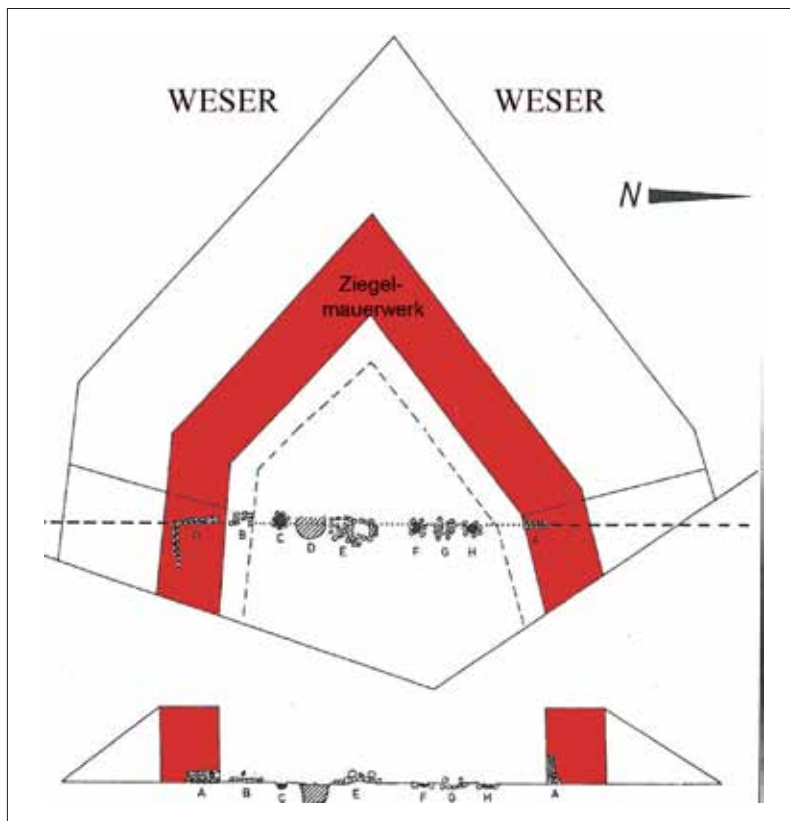 WESER WESER
N
Ziegel-
mauerwerk
B C D E F G H A
A B C E F G H A